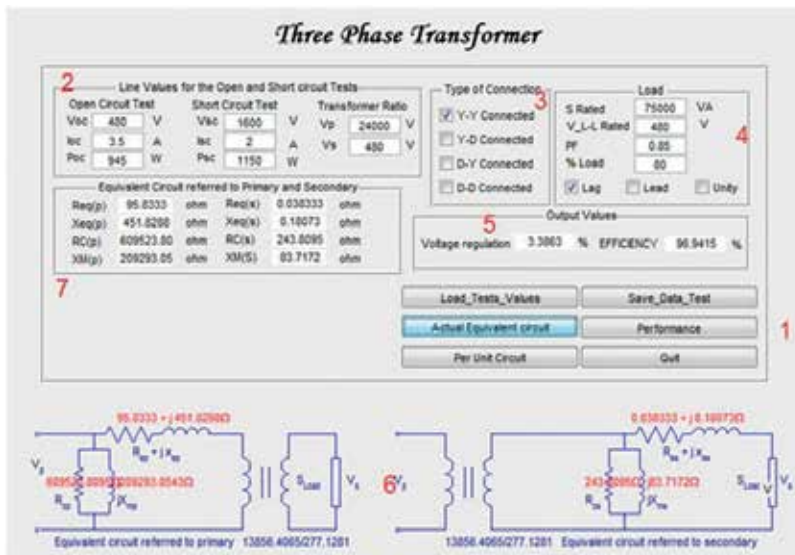 Three Phase Transformer
2 Line Values for the Open and Short circuit Tests
Open Circuit Test Short Circuit Test Transformer Ratio
Voc 480 V Vsc 1600 V Vp 24000 V
Ioc 3.5 A Isc 2 A Vs 480 V
Poc 945 W Psc 1150 W
Type of Connection
3
Y-Y Connected
Y-D Connected
D-Y Connected
D-D Connected
Load
S Rated 75000 VA
V_L-L Rated 480 V
4
PF 0.85
% Load 80
Lag Lead Unity
Equivalent Circuit referred to Primary and Secondary
Req(p) 95.8333 ohm Req(s) 0.038333 ohm
Xeq(p) 451.8298 ohm Xeq(s) 0.18073 ohm
RC(p) 609523.80 ohm RC(s) 243.8095 ohm
XM(p) 209293.05 ohm XM(S) 83.7172 ohm
7
5 Output Values
Voltage regulation 3.3863 % EFFICIENCY 96.9415 %
Load_Tests_Values Save_Data_Test
Actual Equivalent circuit Performance
1
Per Unit Circuit Quit
95.8333 + j 451.8298Ω
0.038333 + j 0.18073Ω
6
S LOAD V s
S LOAD V s
83.7172Ω
Equivalent circuit referred to primary 13856.4065/277.1281
13856.4065/277.1281 Equivalent circuit referred to secondary